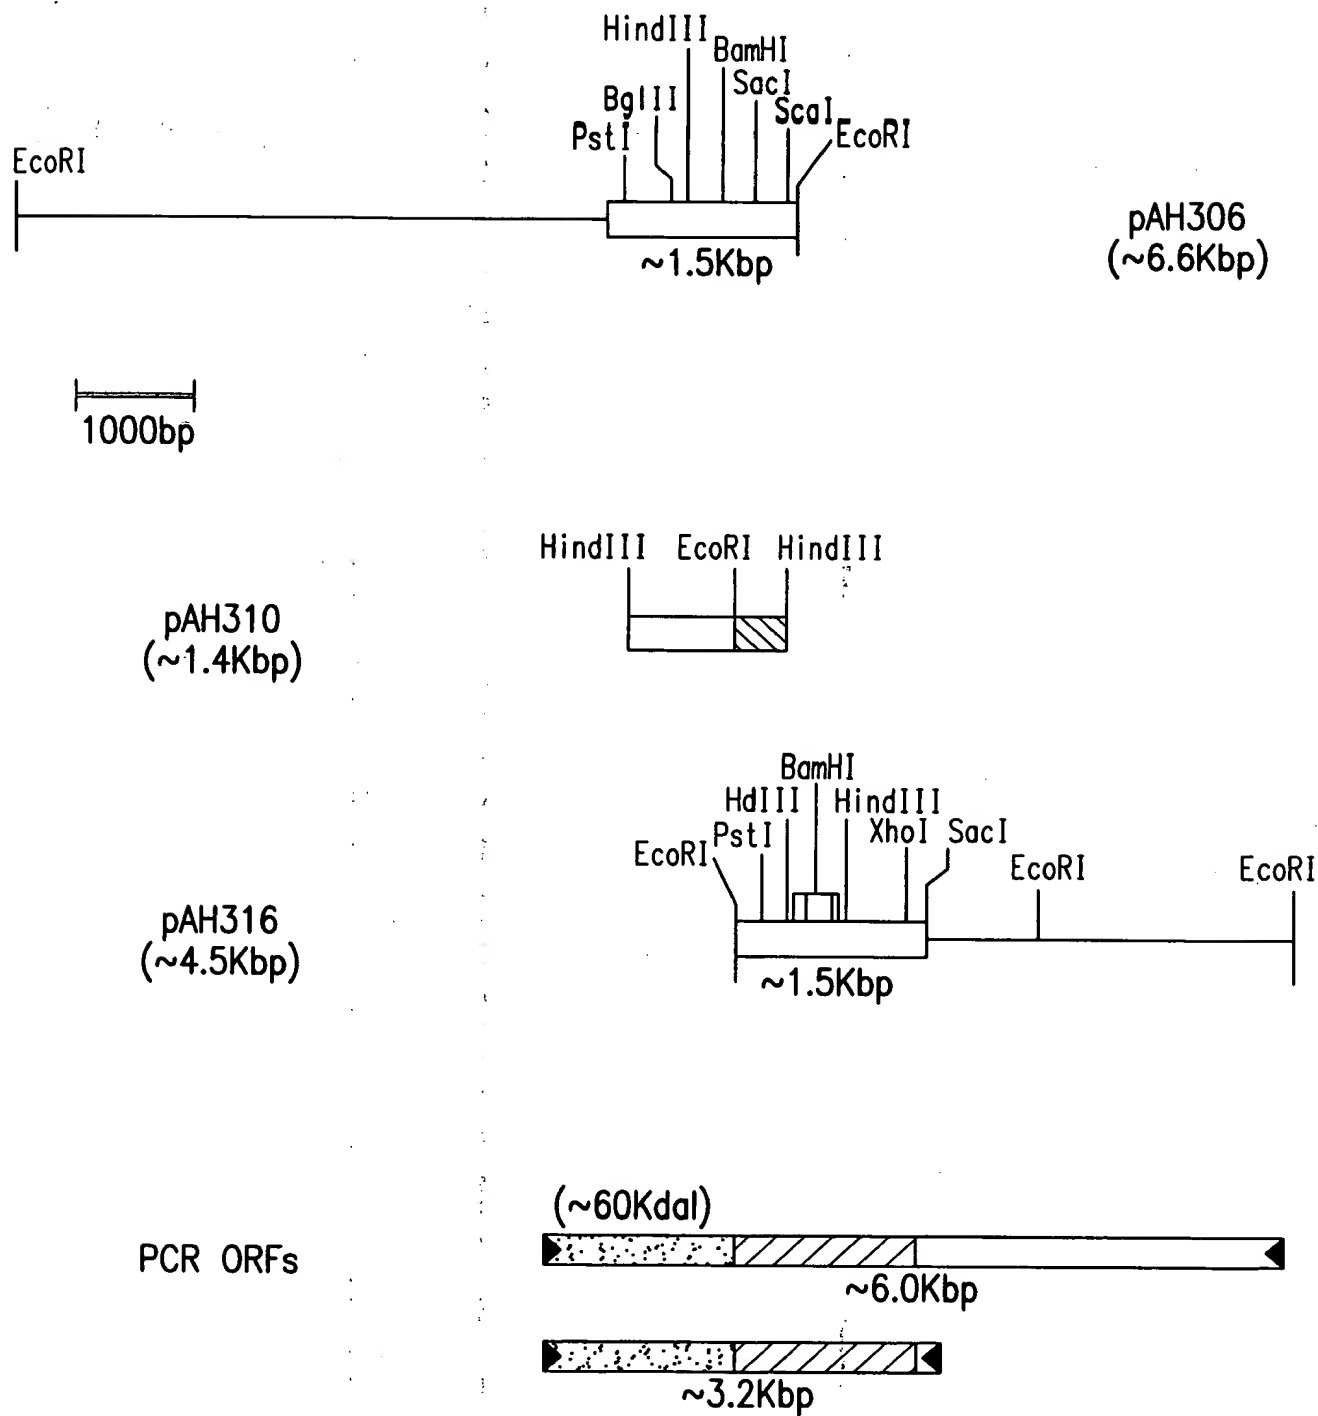 HindIII
BamHI
SacI
BglII
ScaI
PstI
EcoRI
EcoRI
~1.5Kbp
pAH306
(~6.6Kbp)
1000bp
HindIII EcoRI HindIII
pAH310
(~1.4Kbp)
BamHI
HdIII HindIII
PstI XhoI SacI
EcoRI EcoRI EcoRI
pAH316
(~4.5Kbp)
~1.5Kbp
(~60Kdal)
PCR ORFs
~6.0Kbp
~3.2Kbp